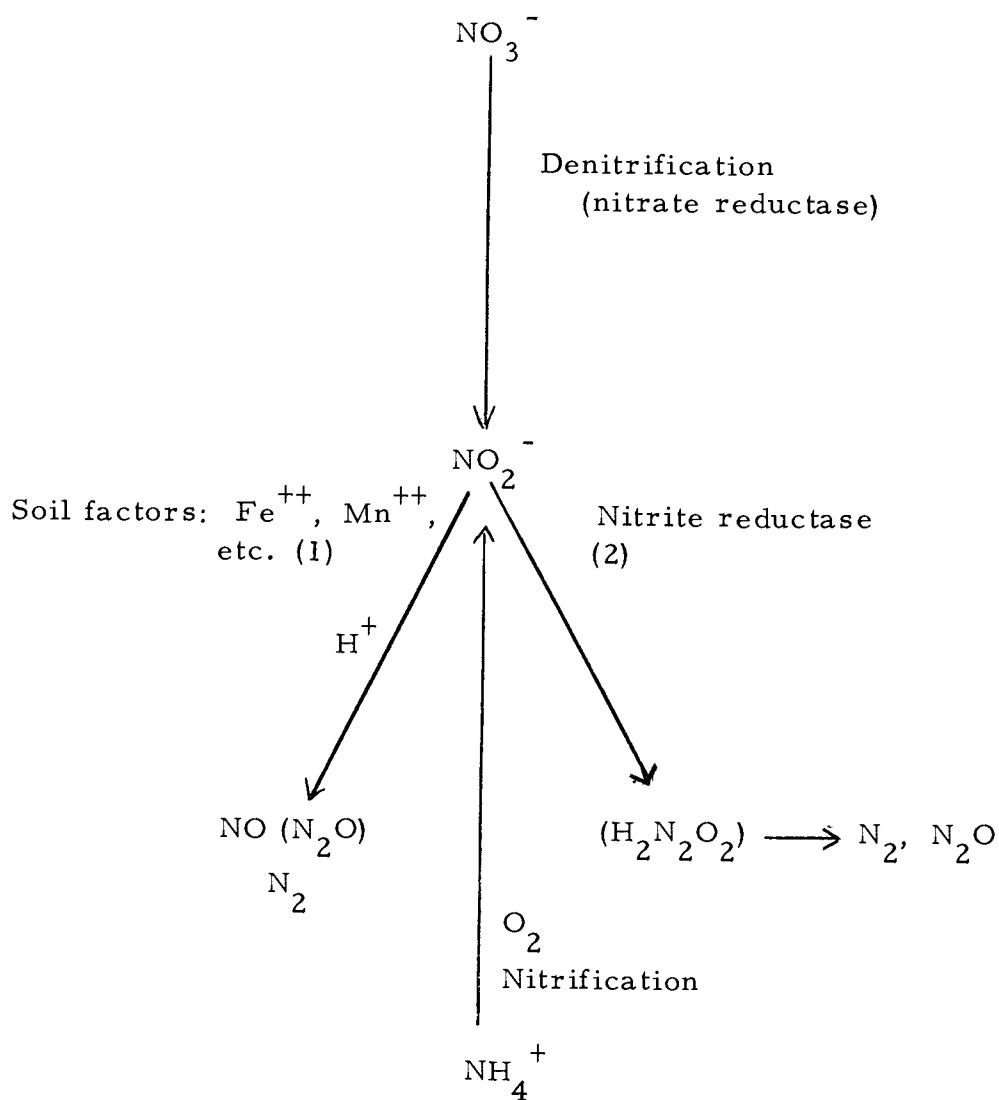 NO₃⁻
Denitrification
(nitrate reductase)
NO₂⁻
Soil factors: Fe⁺⁺, Mn⁺⁺,
etc. (1)
Nitrite reductase
(2)
H⁺
NO (N₂O)
N₂
(H₂N₂O₂) → N₂, N₂O
O₂
Nitrification
NH₄⁺